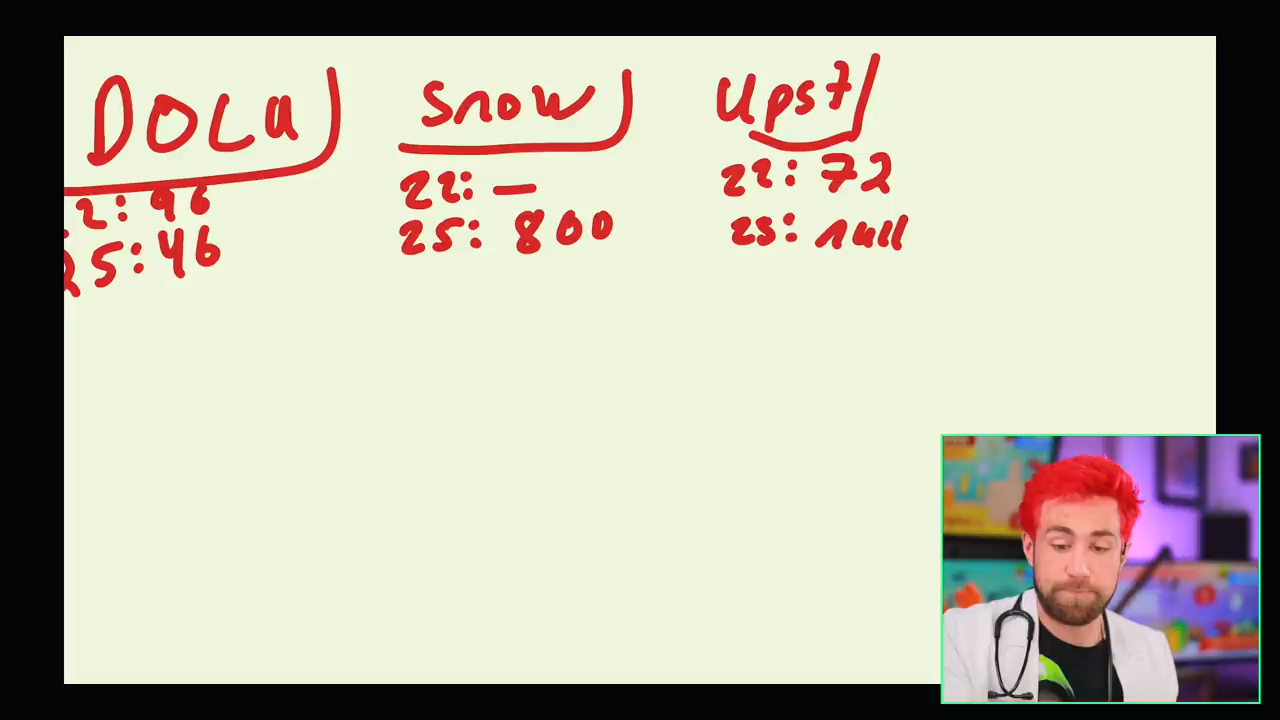 DOCU
Snow
Upst
22: 96
25: 46
22: —
25: 800
22: 72
25: null